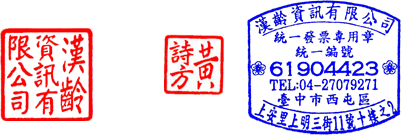 漢齡
資訊有
限公司
黃
詩方
漢齡資訊有限公司
統一發票專用章
統一編號
61904423
TEL:04-27079271
臺中市西屯區
上安里上明三街11號十樓之2